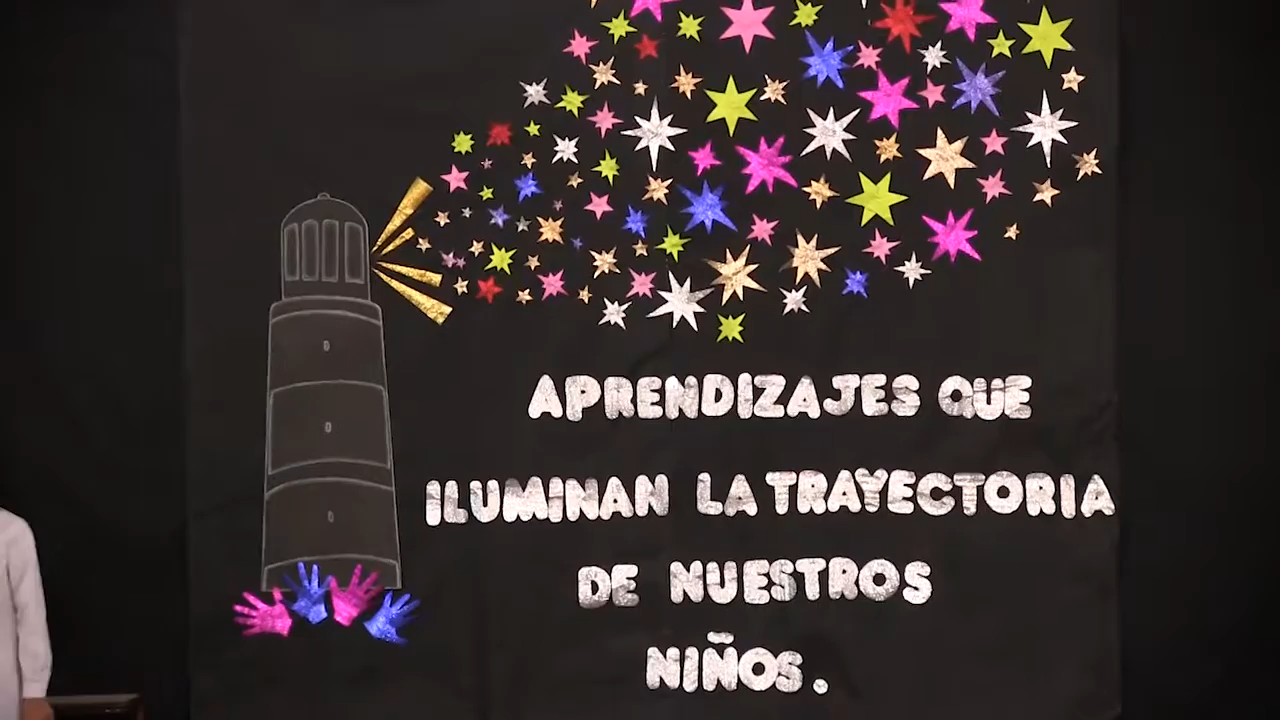 APRENDIZAJES QUE
ILUMINAN LA TRAYECTORIA
DE NUESTROS
NIÑOS.